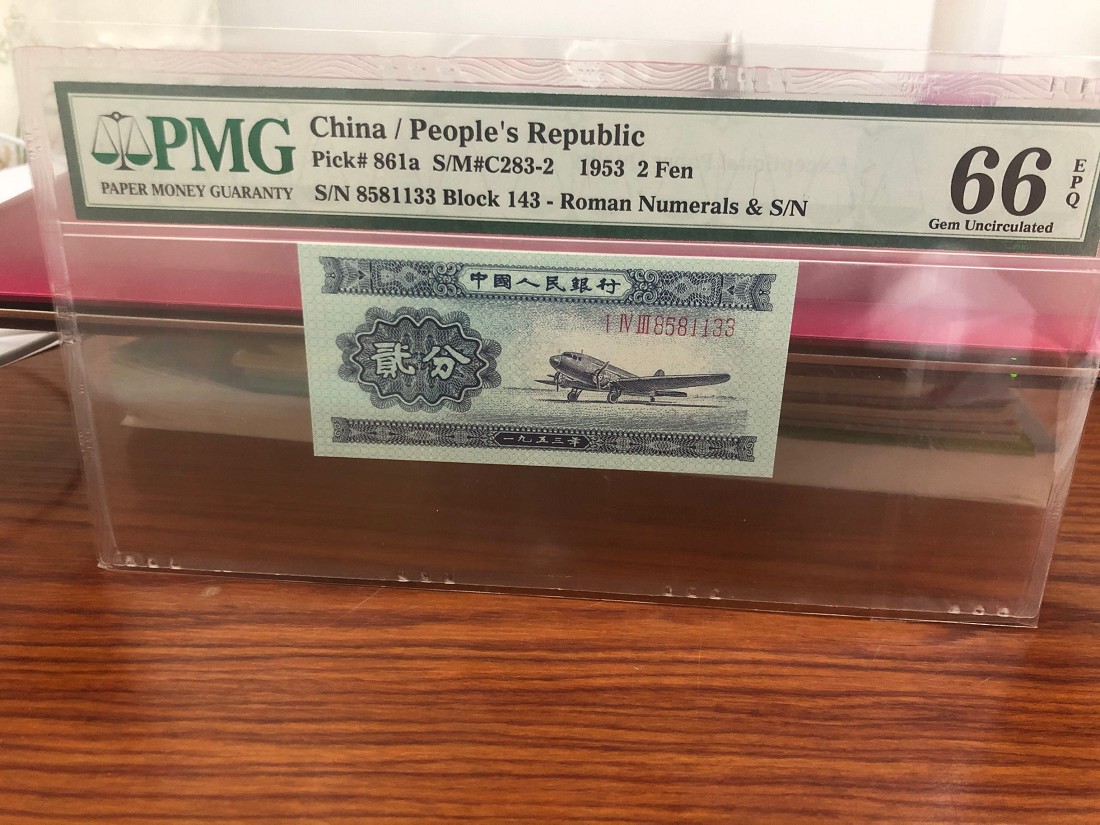 PMG
PAPER MONEY GUARANTY
China / People's Republic
Pick# 861a S/M#C283-2 1953 2 Fen
S/N 8581133 Block 143 - Roman Numerals & S/N
66
EPQ
Gem Uncirculated
中國人民銀行
I IV III 8581133
貳分
一九五三年